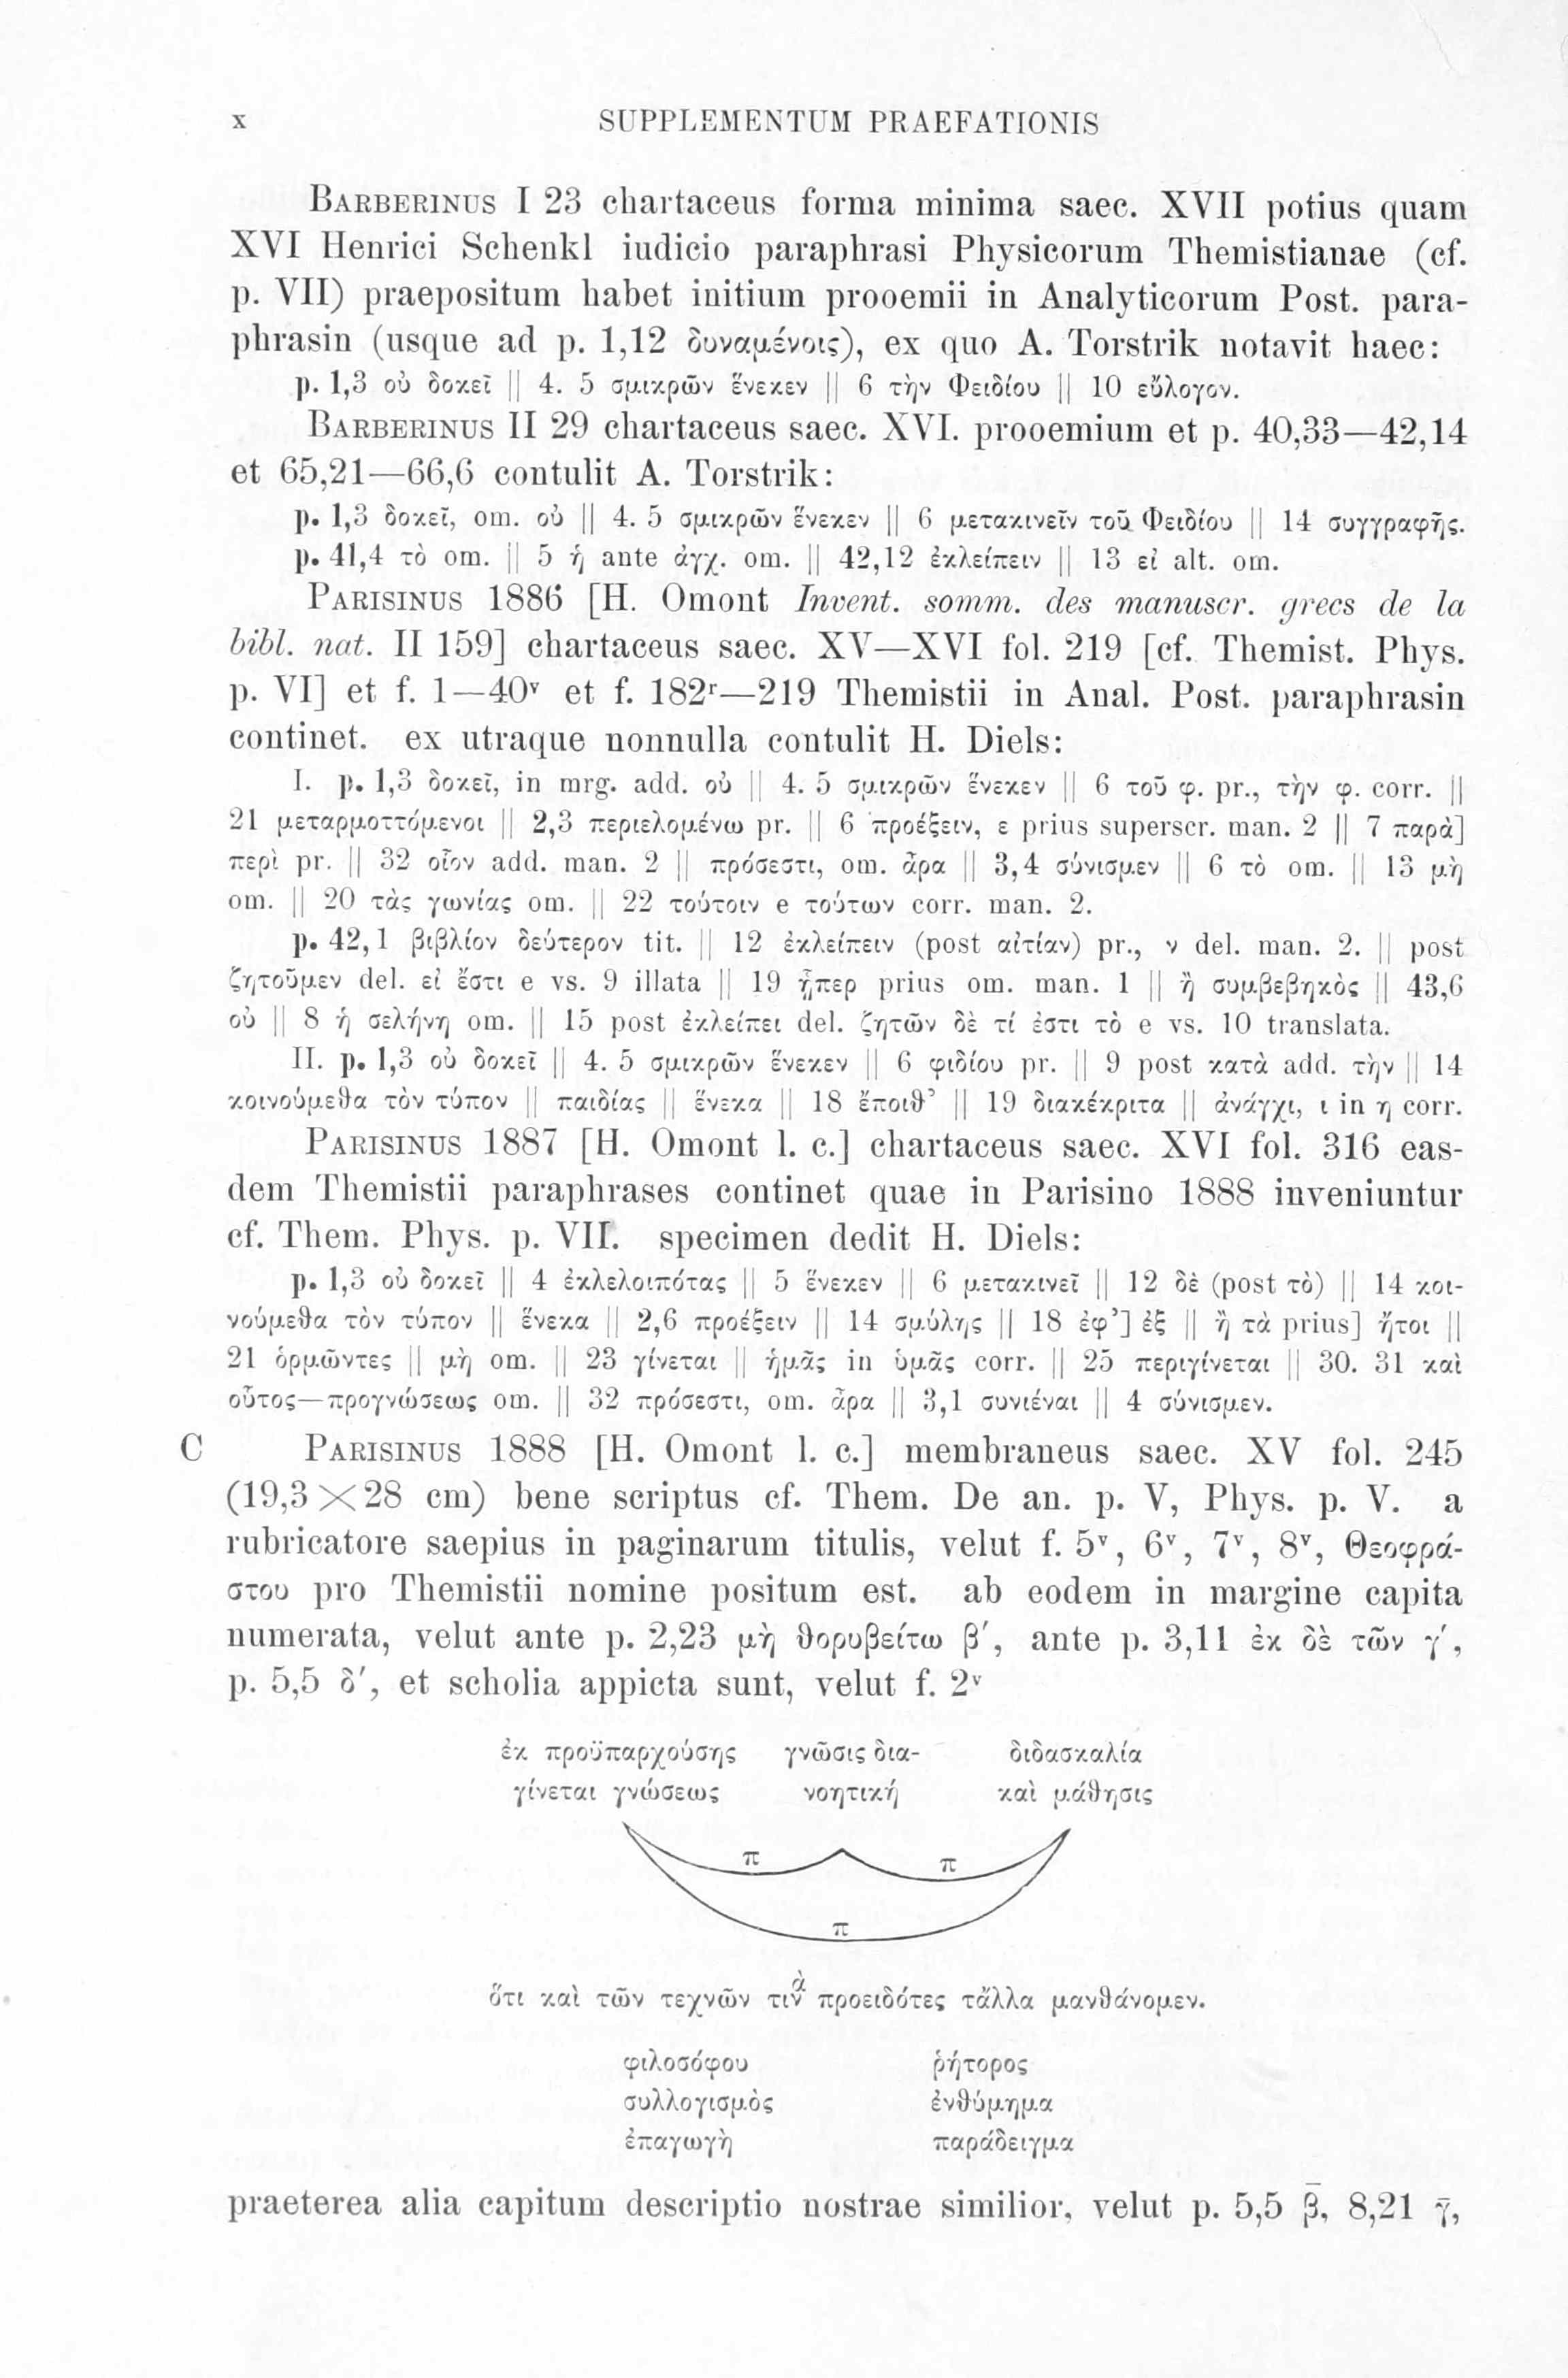 x SUPPLEMENTUM PRAEFATIONIS
BARBERINUS I 23 chartaceus forma minima saec. XVII potius quam
XVI Henrici Schenkl iudicio paraphrasi Physicorum Themistianae (cf.
p. VII) praepositum habet initium prooemii in Analyticorum Post. para-
phrasin (usque ad p. 1,12 δυναμένοις), ex quo A. Torstrik notavit haec:
p. 1,3 οὐ δοκεῖ || 4. 5 σμικρῶν ἕνεκεν || 6 τὴν Φειδίου || 10 εὔλογον.
BARBERINUS II 29 chartaceus saec. XVI. prooemium et p. 40,33—42,14
et 65,21—66,6 contulit A. Torstrik:
p. 1,3 δοκεῖ, om. οὐ || 4. 5 σμικρῶν ἕνεκεν || 6 μετακινεῖν τοῦ Φειδίου || 14 συγγραφῆς.
p. 41,4 τὸ om. || 5 ἡ ante ἀγχ. om. || 42,12 ἐκλείπειν || 13 εἰ alt. om.
PARISINUS 1886 [H. Omont Invent. somm. des manuscr. grecs de la
bibl. nat. II 159] chartaceus saec. XV—XVI fol. 219 [cf. Themist. Phys.
p. VI] et f. 1—40ᵛ et f. 182ʳ—219 Themistii in Anal. Post. paraphrasin
continet. ex utraque nonnulla contulit H. Diels:
I. p. 1,3 δοκεῖ, in mrg. add. οὐ || 4. 5 σμικρῶν ἕνεκεν || 6 τοῦ φ. pr., τὴν φ. corr. ||
21 μεταρμοττόμενοι || 2,3 περιελομένω pr. || 6 προέξειν, ε prius superscr. man. 2 || 7 παρὰ]
περὶ pr. || 32 οἷον add. man. 2 || πρόσεστι, om. ἆρα || 3,4 σύνισμεν || 6 τὸ om. || 13 μὴ
om. || 20 τὰς γωνίας om. || 22 τούτοιν e τούτων corr. man. 2.
p. 42,1 βιβλίον δεύτερον tit. || 12 ἐκλείπειν (post αἰτίαν) pr., ν del. man. 2. || post
ζητοῦμεν del. εἰ ἔστι e vs. 9 illata || 19 ᾗπερ prius om. man. 1 || ἢ συμβεβηκὸς || 43,6
οὐ || 8 ἡ σελήνη om. || 15 post ἐκλείπει del. ζητῶν δὲ τί ἐστι τὸ e vs. 10 translata.
II. p. 1,3 οὐ δοκεῖ || 4. 5 σμικρῶν ἕνεκεν || 6 φιδίου pr. || 9 post κατὰ add. τὴν || 14
κοινούμεθα τὸν τύπον || παιδίας || ἕνεκα || 18 ἔποιθ’ || 19 διακέκριτα || ἀνάγχι, ι in η corr.
PARISINUS 1887 [H. Omont l. c.] chartaceus saec. XVI fol. 316 eas-
dem Themistii paraphrases continet quae in Parisino 1888 inveniuntur
cf. Them. Phys. p. VII. specimen dedit H. Diels:
p. 1,3 οὐ δοκεῖ || 4 ἐκλελοιπότας || 5 ἕνεκεν || 6 μετακινεῖ || 12 δὲ (post τὸ) || 14 κοι-
νούμεθα τὸν τύπον || ἕνεκα || 2,6 προέξειν || 14 σμύλης || 18 ἐφ’] ἐξ || ἢ τὰ prius] ἤτοι ||
21 ὁρμῶντες || μὴ om. || 23 γίνεται || ἡμᾶς in ὑμᾶς corr. || 25 περιγίνεται || 30. 31 καὶ
οὗτος—προγνώσεως om. || 32 πρόσεστι, om. ἆρα || 3,1 συνιέναι || 4 σύνισμεν.
C PARISINUS 1888 [H. Omont l. c.] membraneus saec. XV fol. 245
(19,3×28 cm) bene scriptus cf. Them. De an. p. V, Phys. p. V. a
rubricatore saepius in paginarum titulis, velut f. 5ᵛ, 6ᵛ, 7ᵛ, 8ᵛ, Θεοφρά-
στου pro Themistii nomine positum est. ab eodem in margine capita
numerata, velut ante p. 2,23 μὴ θορυβείτω β′, ante p. 3,11 ἐκ δὲ τῶν γ′,
p. 5,5 δ′, et scholia appicta sunt, velut f. 2ᵛ
ἐκ προϋπαρχούσης γνῶσις δια- διδασκαλία
γίνεται γνώσεως νοητική καὶ μάθησις
π π
π
ὅτι καὶ τῶν τεχνῶν τινὰ προειδότες τἄλλα μανθάνομεν.
φιλοσόφου ῥήτορος
συλλογισμὸς ἐνθύμημα
ἐπαγωγὴ παράδειγμα
praeterea alia capitum descriptio nostrae similior, velut p. 5,5 β̄, 8,21 γ̄,